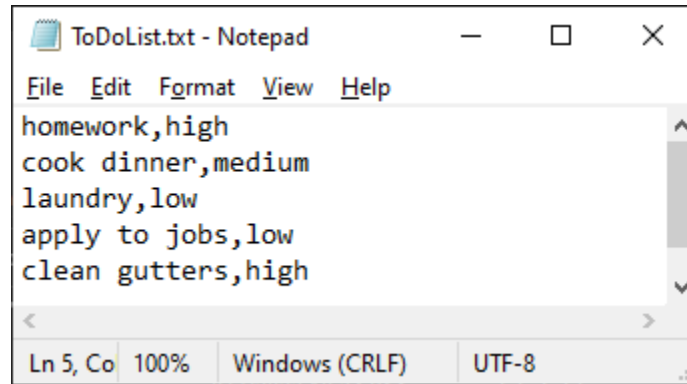 ToDoList.txt - Notepad
File Edit Format View Help
homework,high
cook dinner,medium
laundry,low
apply to jobs,low
clean gutters,high
Ln 5, Co 100% Windows (CRLF) UTF-8